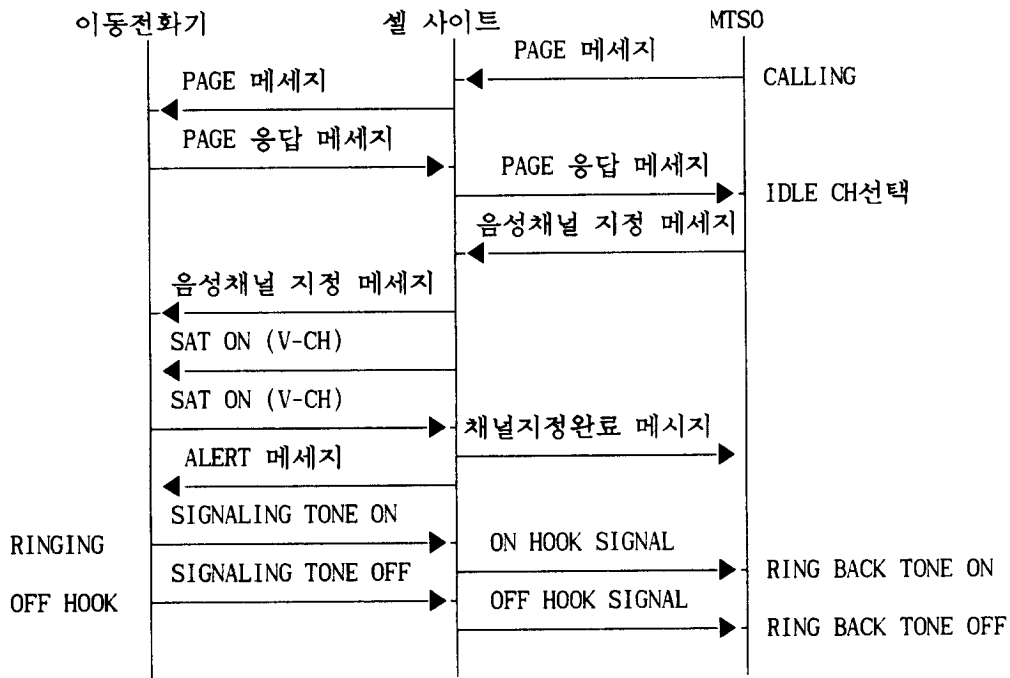 이동전화기 셀 사이트 MTSO
PAGE 메세지
PAGE 메세지 CALLING
PAGE 응답 메세지
PAGE 응답 메세지
IDLE CH선택
음성채널 지정 메세지
음성채널 지정 메세지
SAT ON (V-CH)
SAT ON (V-CH)
채널지정완료 메시지
ALERT 메세지
SIGNALING TONE ON
RINGING ON HOOK SIGNAL
SIGNALING TONE OFF RING BACK TONE ON
OFF HOOK OFF HOOK SIGNAL
RING BACK TONE OFF